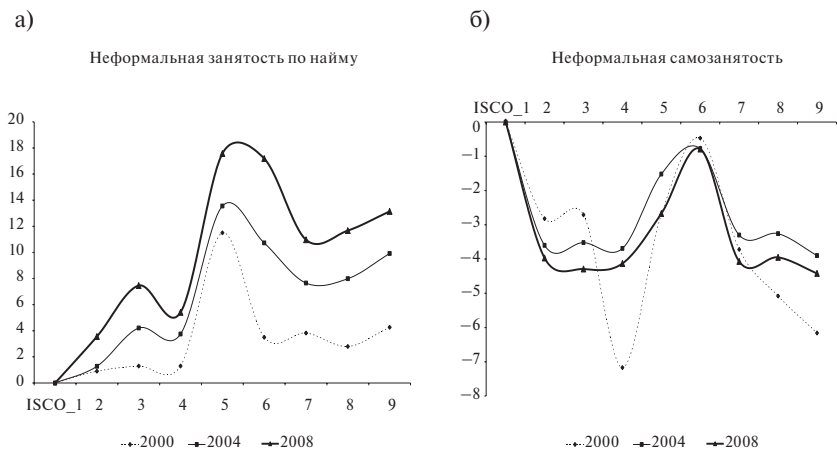 а)
Неформальная занятость по найму
20
18
16
14
12
10
8
6
4
2
0
ISCO_1 2 3 4 5 6 7 8 9
2000 2004 2008
б)
Неформальная самозанятость
ISCO_1 2 3 4 5 6 7 8 9
0
−1
−2
−3
−4
−5
−6
−7
−8
2000 2004 2008